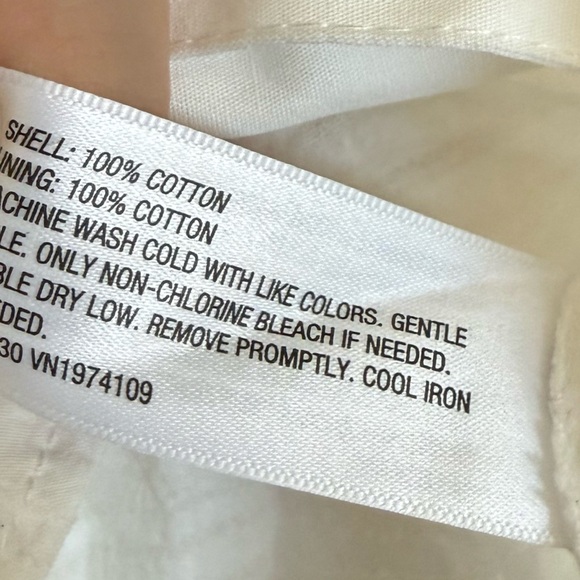 SHELL: 100% COTTON
INING: 100% COTTON
ACHINE WASH COLD WITH LIKE COLORS. GENTLE
LE. ONLY NON-CHLORINE BLEACH IF NEEDED.
BLE DRY LOW. REMOVE PROMPTLY. COOL IRON
EDED.
30 VN1974109